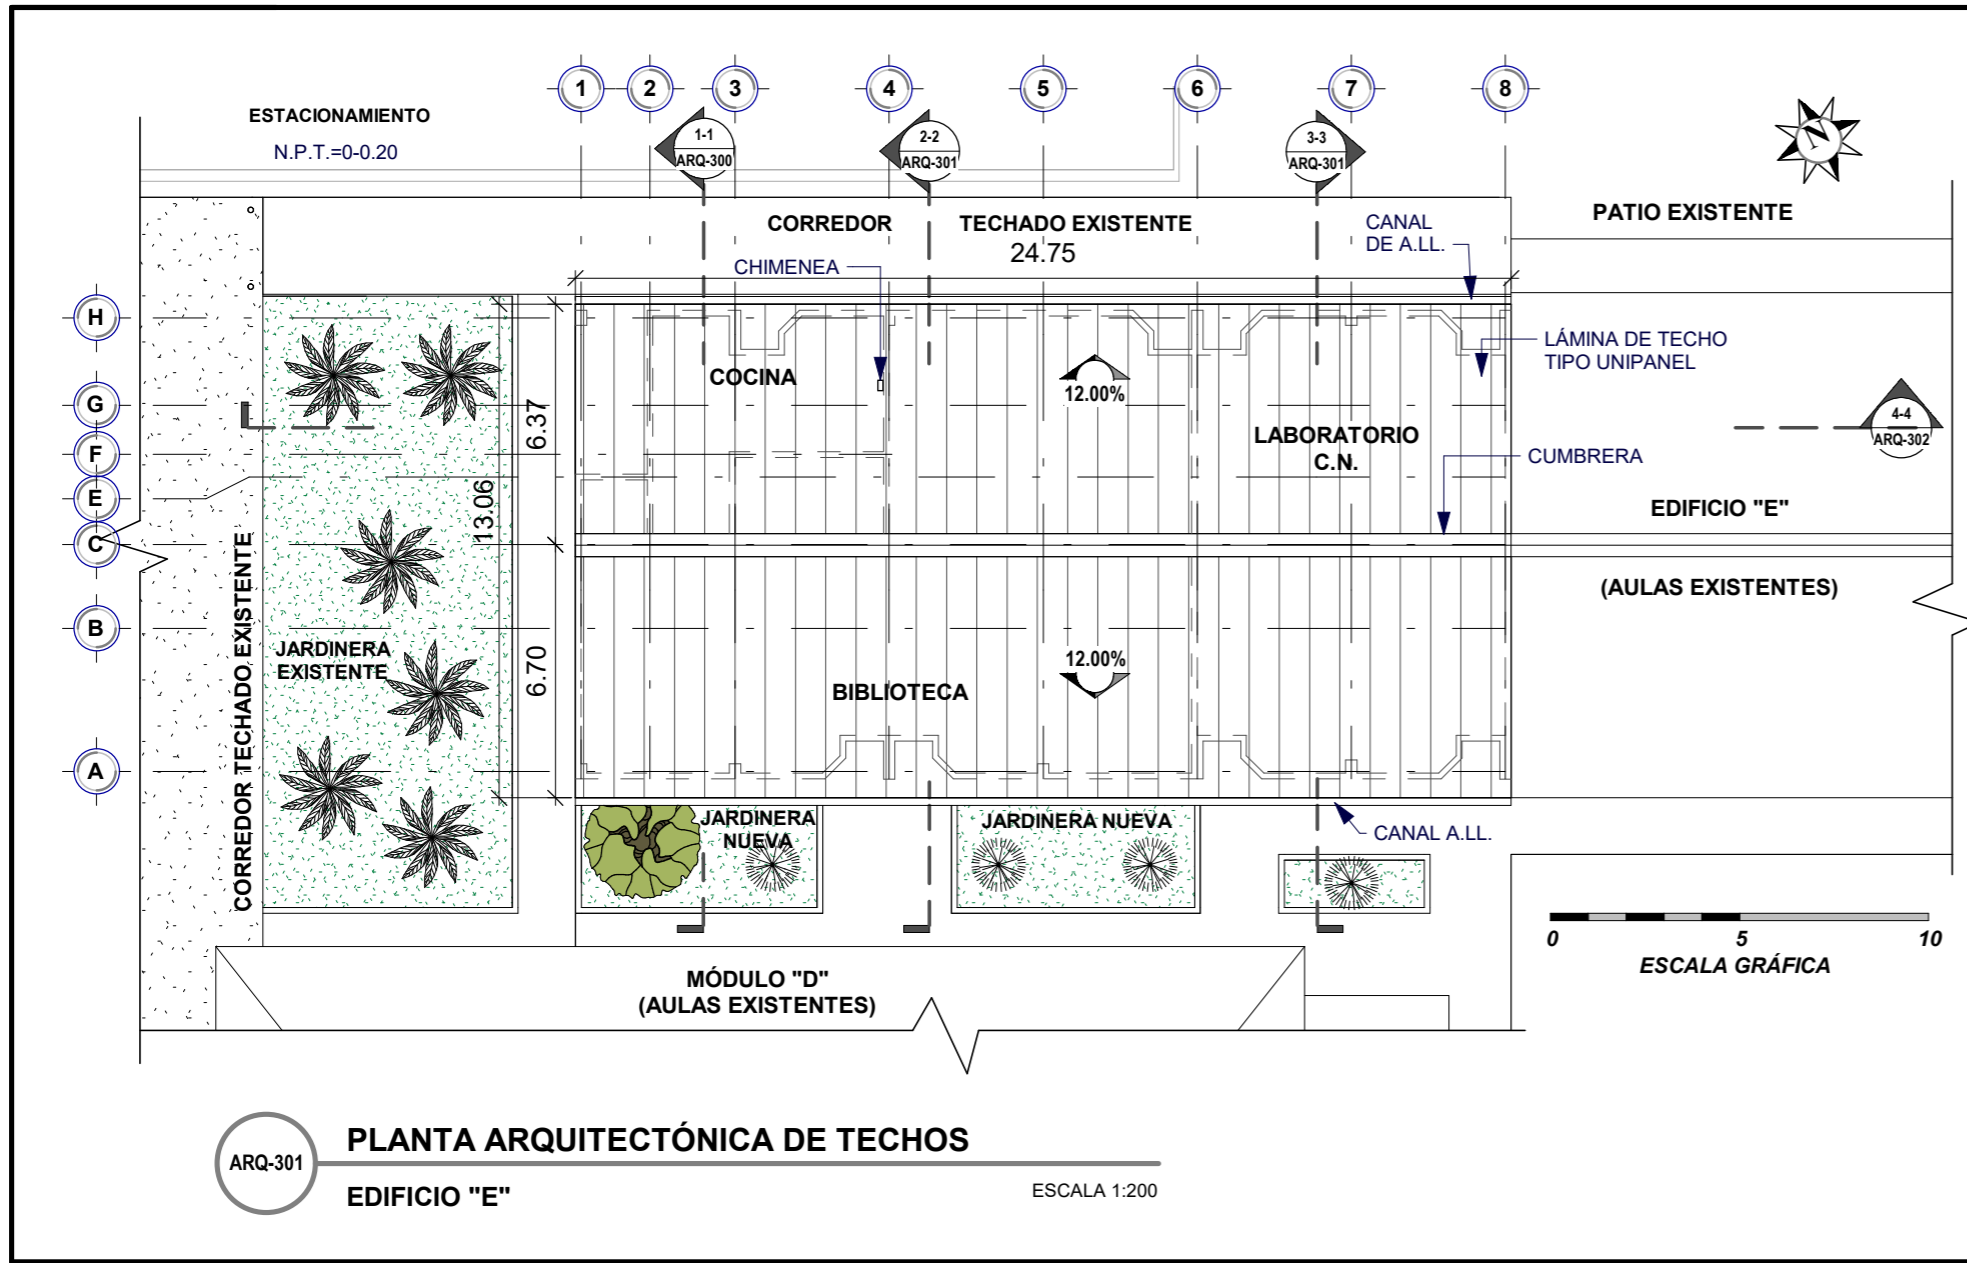 1
2
3
4
5
6
7
8
ESTACIONAMIENTO
N.P.T.=0-0.20
1-1
ARQ-300
2-2
ARQ-301
3-3
ARQ-301
N
CORREDOR TECHADO EXISTENTE
24.75
CANAL
DE A.LL.
PATIO EXISTENTE
CHIMENEA
H
G
F
E
C
B
A
COCINA
12.00%
LÁMINA DE TECHO
TIPO UNIPANEL
6.37
LABORATORIO
C.N.
4-4
ARQ-302
CUMBRERA
13.06
EDIFICIO "E"
(AULAS EXISTENTES)
CORREDOR TECHADO EXISTENTE
JARDINERA
EXISTENTE
6.70
12.00%
BIBLIOTECA
JARDINERA
NUEVA
JARDINERA NUEVA
CANAL A.LL.
0 5 10
ESCALA GRÁFICA
MÓDULO "D"
(AULAS EXISTENTES)
ARQ-301
PLANTA ARQUITECTÓNICA DE TECHOS
EDIFICIO "E"
ESCALA 1:200